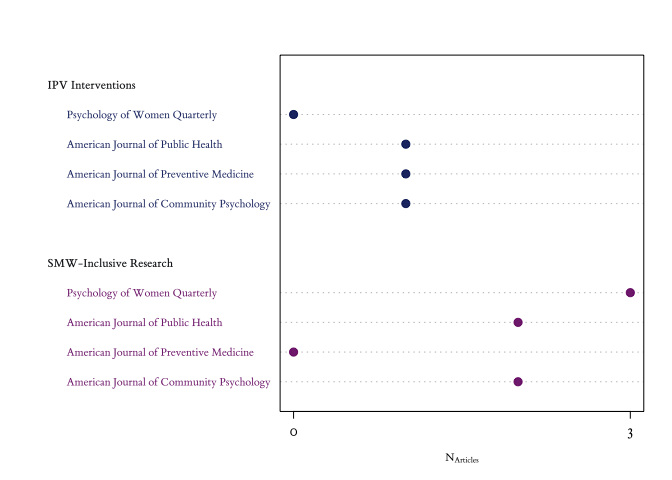 IPV Interventions
Psychology of Women Quarterly
American Journal of Public Health
American Journal of Preventive Medicine
American Journal of Community Psychology
SMW-Inclusive Research
Psychology of Women Quarterly
American Journal of Public Health
American Journal of Preventive Medicine
American Journal of Community Psychology
0 3
NArticles